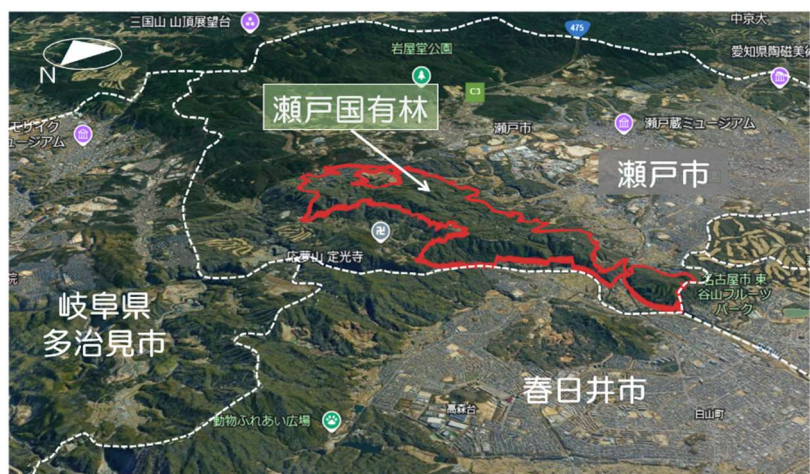 三国山 山頂展望台
475
中京大
岩屋堂公園
愛知県陶磁美術
N
C3
瀬戸国有林
モザイク
ュージアム
瀬戸市
瀬戸蔵ミュージアム
瀬戸市
応夢山 定光寺
院
名古屋市 東
谷山フルーツ
パーク
岐阜県
多治見市
春日井市
高森台
白山町
動物ふれあい広場